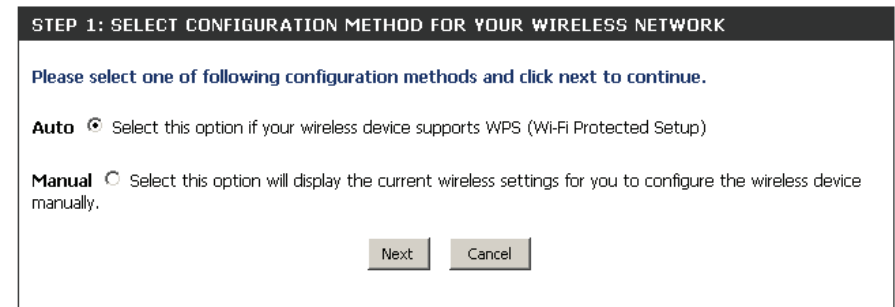 STEP 1: SELECT CONFIGURATION METHOD FOR YOUR WIRELESS NETWORK
Please select one of following configuration methods and click next to continue.
Auto Select this option if your wireless device supports WPS (Wi-Fi Protected Setup)
Manual Select this option will display the current wireless settings for you to configure the wireless device
manually.
Next Cancel